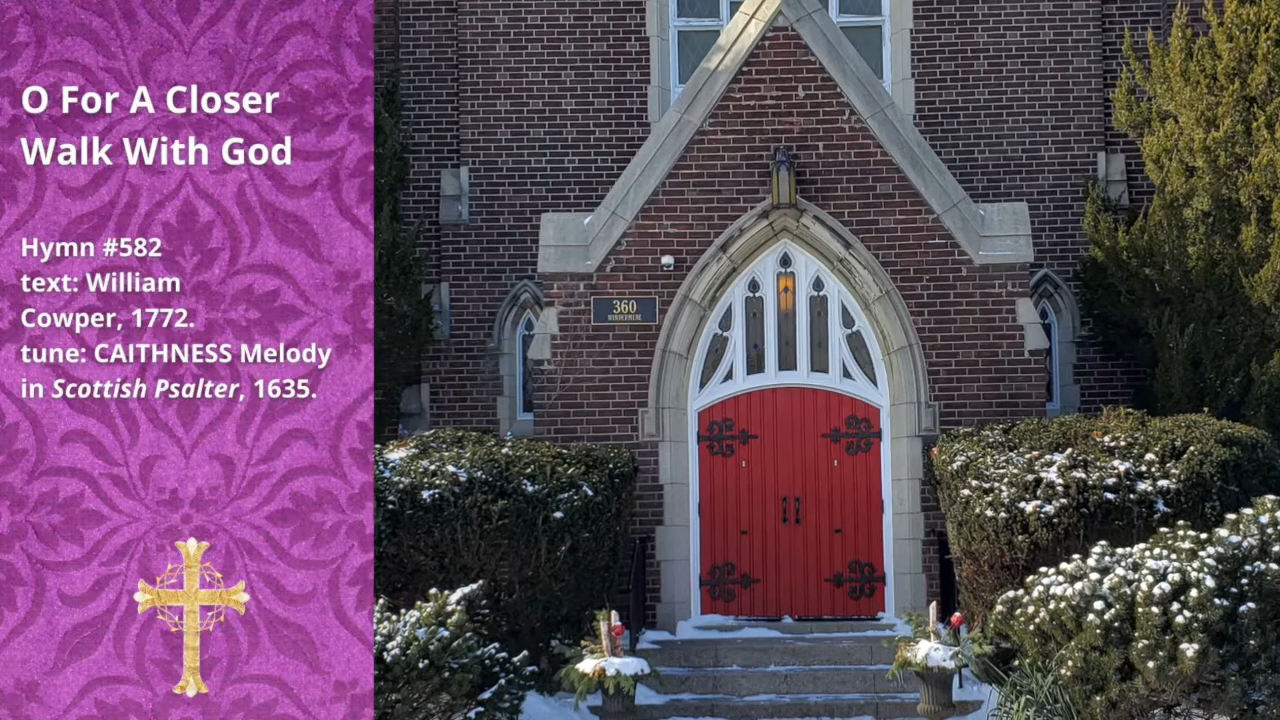 O For A Closer
Walk With God
Hymn #582
text: William
Cowper, 1772.
tune: CAITHNESS Melody
in Scottish Psalter, 1635.
360
WINDERMERE